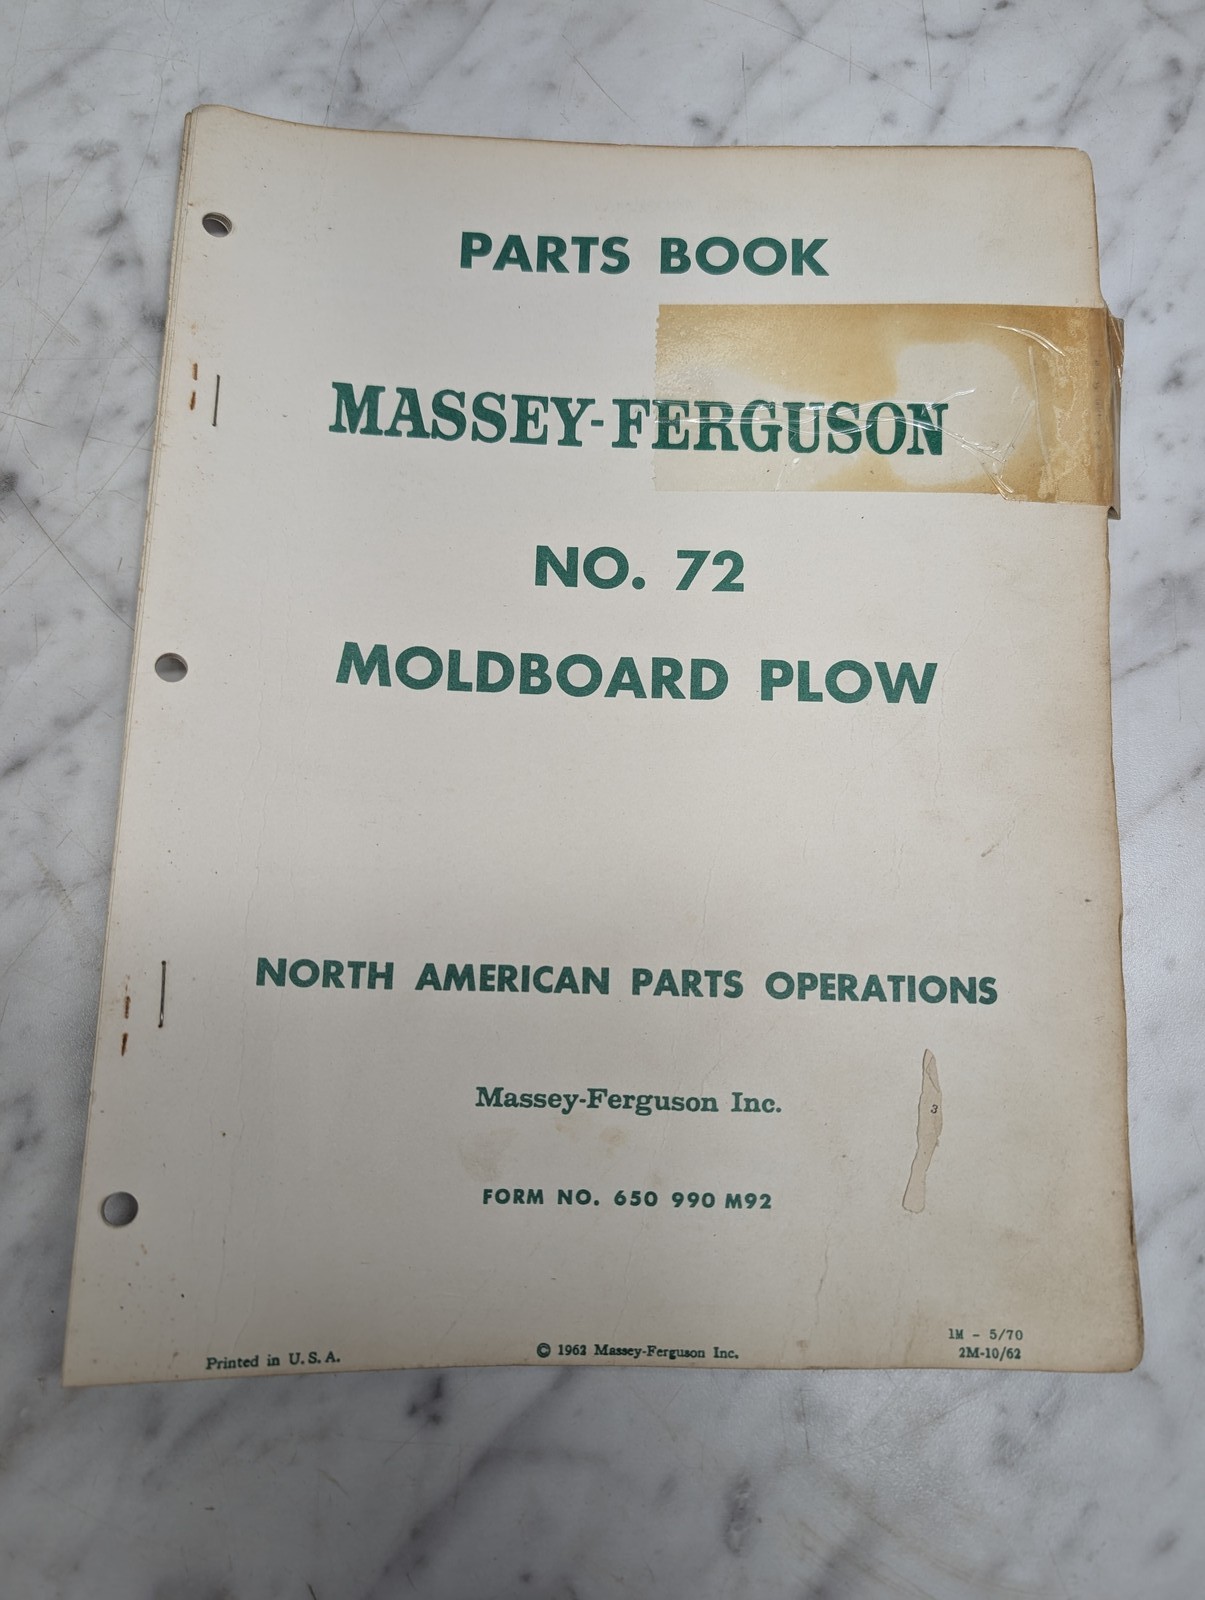 PARTS BOOK
MASSEY-FERGUSON
NO. 72
MOLDBOARD PLOW
NORTH AMERICAN PARTS OPERATIONS
Massey-Ferguson Inc.
3
FORM NO. 650 990 M92
1M - 5/70
Printed in U.S.A.
© 1962 Massey-Ferguson Inc.
2M-10/62